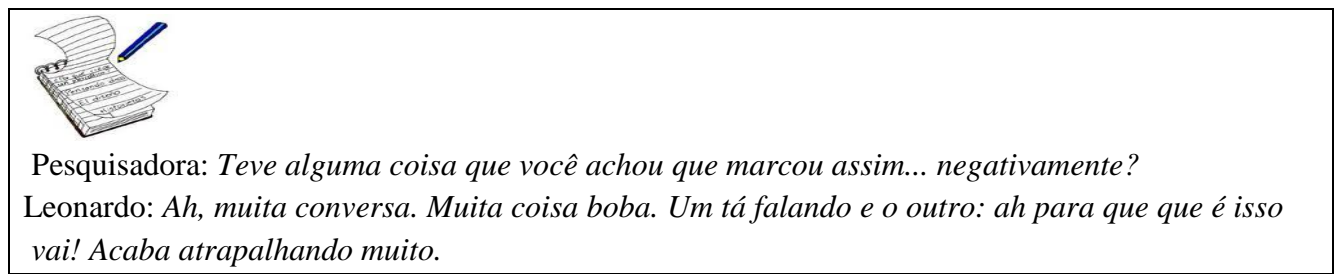 Pesquisadora: Teve alguma coisa que você achou que marcou assim... negativamente?
Leonardo: Ah, muita conversa. Muita coisa boba. Um tá falando e o outro: ah para que que é isso
vai! Acaba atrapalhando muito.